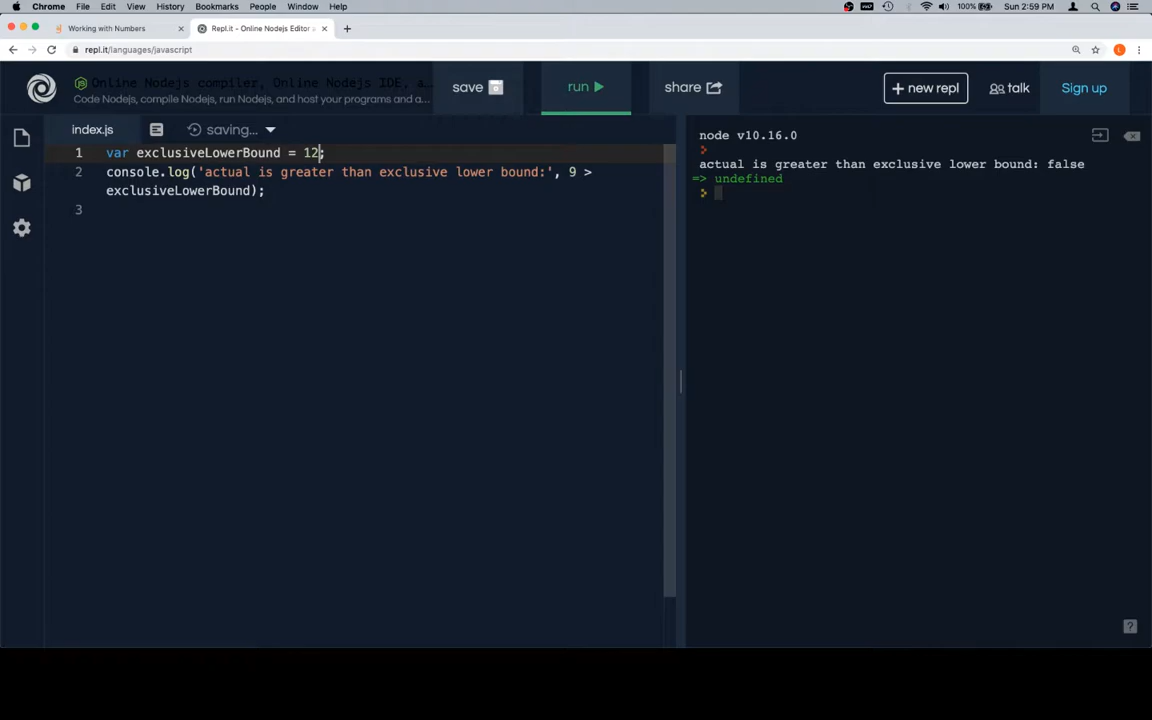 Chrome File Edit View History Bookmarks People Window Help 100% Sun 2:59 PM
Working with Numbers
Repl.it - Online Nodejs Editor a
repl.it/languages/javascript
Online Nodejs compiler, Online Nodejs IDE, a...
Code Nodejs, compile Nodejs, run Nodejs, and host your programs and a...
save
run
share
+ new repl
talk
Sign up
index.js
saving...
1 var exclusiveLowerBound = 12;
2 console.log('actual is greater than exclusive lower bound:', 9 >
exclusiveLowerBound);
3
node v10.16.0
actual is greater than exclusive lower bound: false
=> undefined
?